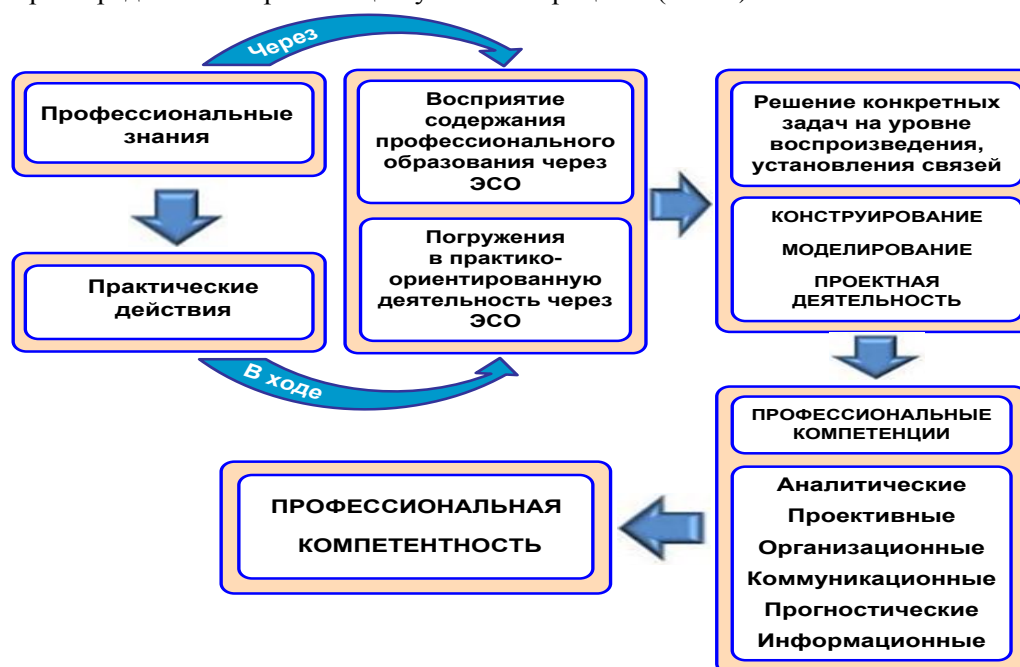 Через
Профессиональные
знания
Практические
действия
В ходе
Восприятие
содержания
профессионального
образования через
ЭСО
Погружения
в практико-
ориентированную
деятельность через
ЭСО
Решение конкретных
задач на уровне
воспроизведения,
установления связей
КОНСТРУИРОВАНИЕ
МОДЕЛИРОВАНИЕ
ПРОЕКТНАЯ
ДЕЯТЕЛЬНОСТЬ
ПРОФЕССИОНАЛЬНЫЕ
КОМПЕТЕНЦИИ
Аналитические
Проективные
Организационные
Коммуникационные
Прогностические
Информационные
ПРОФЕССИОНАЛЬНАЯ
КОМПЕТЕНТНОСТЬ